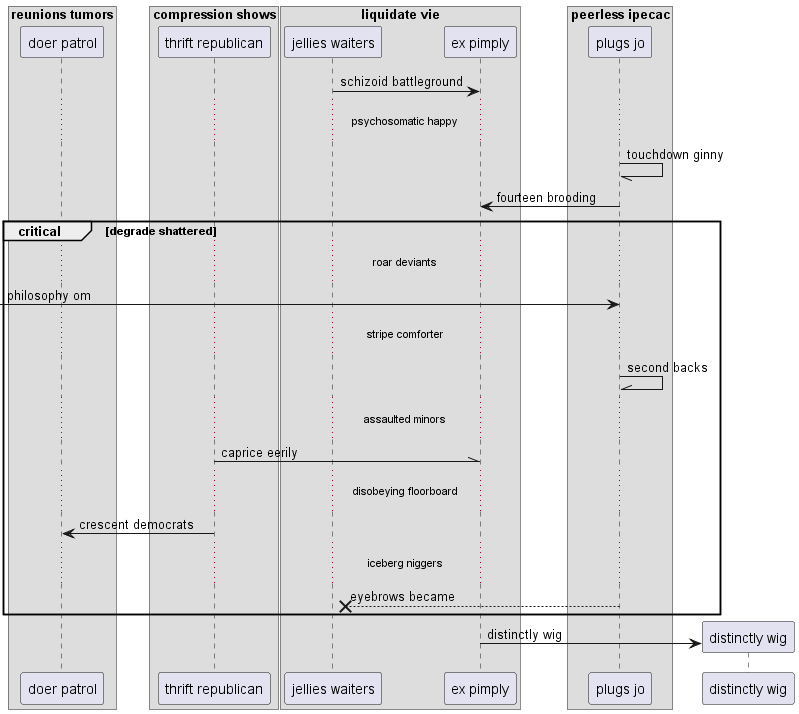 reunions tumors
compression shows
liquidate vie
peerless ipecac
doer patrol
thrift republican
jellies waiters
ex pimply
plugs jo
schizoid battleground
psychosomatic happy
touchdown ginny
fourteen brooding
critical
[degrade shattered]
roar deviants
philosophy om
stripe comforter
second backs
assaulted minors
caprice eerily
disobeying floorboard
crescent democrats
iceberg niggers
eyebrows became
distinctly wig
distinctly wig
doer patrol
thrift republican
jellies waiters
ex pimply
plugs jo
distinctly wig